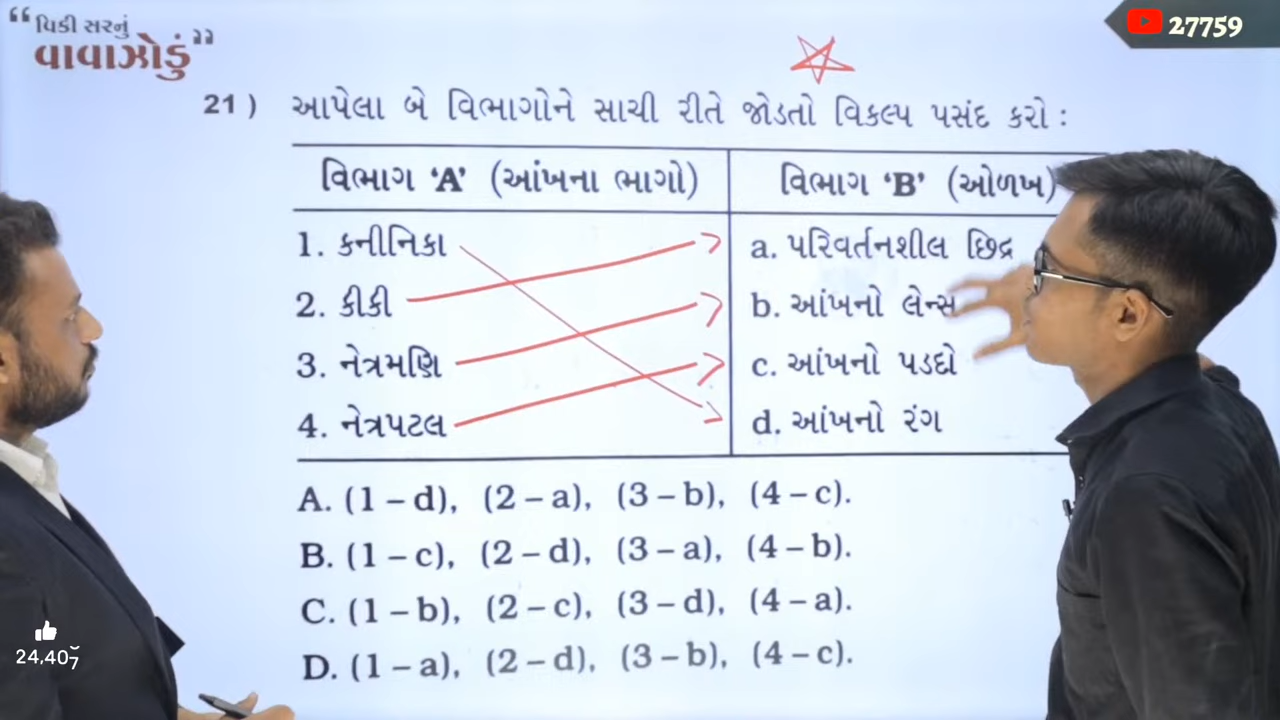 “વિકી સરનું
વાવાઝોડું”
27759
21) આપેલા બે વિભાગોને સાચી રીતે જોડતો વિકલ્પ પસંદ કરો :
વિભાગ ‘A’ (આંખના ભાગો) વિભાગ ‘B’ (ઓળખ)
1. કનીનિકા a. પરિવર્તનશીલ છિદ્ર
2. કીકી b. આંખનો લેન્સ
3. નેત્રમણિ c. આંખનો પડદો
4. નેત્રપટલ d. આંખનો રંગ
A. (1 – d), (2 – a), (3 – b), (4 – c).
B. (1 – c), (2 – d), (3 – a), (4 – b).
C. (1 – b), (2 – c), (3 – d), (4 – a).
D. (1 – a), (2 – d), (3 – b), (4 – c).